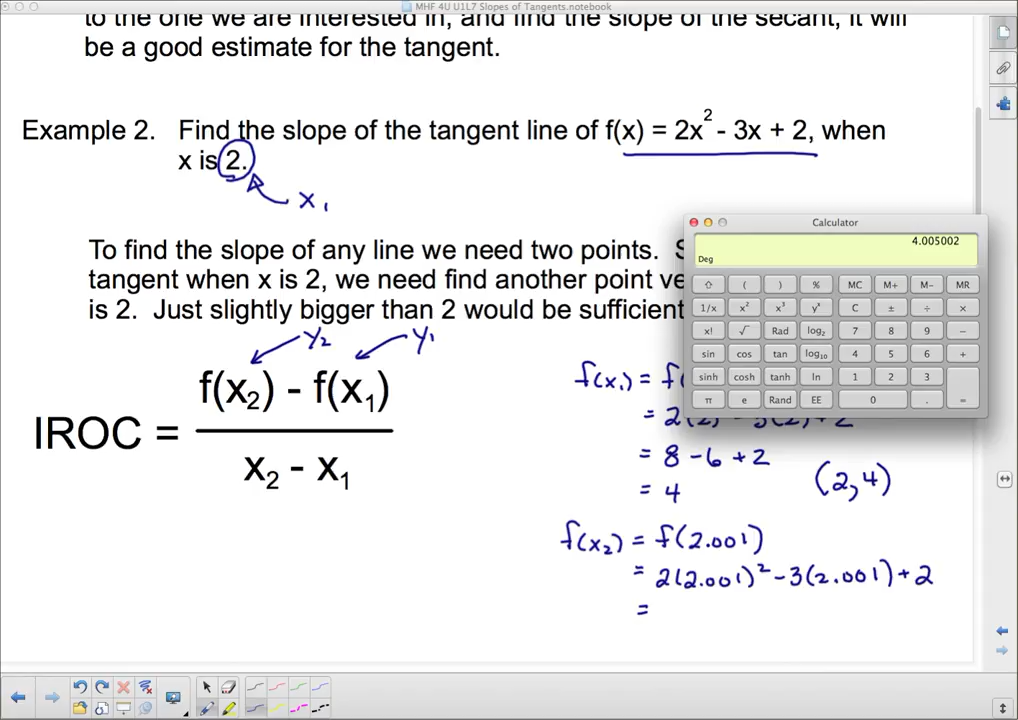 MHF 4U U1L7 Slopes of Tangents.notebook
to the one we are interested in, and find the slope of the secant, it will
be a good estimate for the tangent.
Example 2. Find the slope of the tangent line of f(x) = 2x² - 3x + 2, when
x is 2.
x₁
To find the slope of any line we need two points.
tangent when x is 2, we need find another point
is 2. Just slightly bigger than 2 would be sufficient
y₂ y₁
IROC = f(x₂) - f(x₁)
x₂ - x₁
Calculator
4.005002
Deg
( ) % MC M+ M- MR
1/x x² x³ yˣ C ± ÷ ×
x! √ Rad log₂ 7 8 9 −
sin cos tan log₁₀ 4 5 6 +
sinh cosh tanh ln 1 2 3 =
π e Rand EE 0 .
f(x₁) = f(
= 8 - 6 + 2
= 4
(2, 4)
f(x₂) = f(2.001)
= 2(2.001)² - 3(2.001) + 2
=